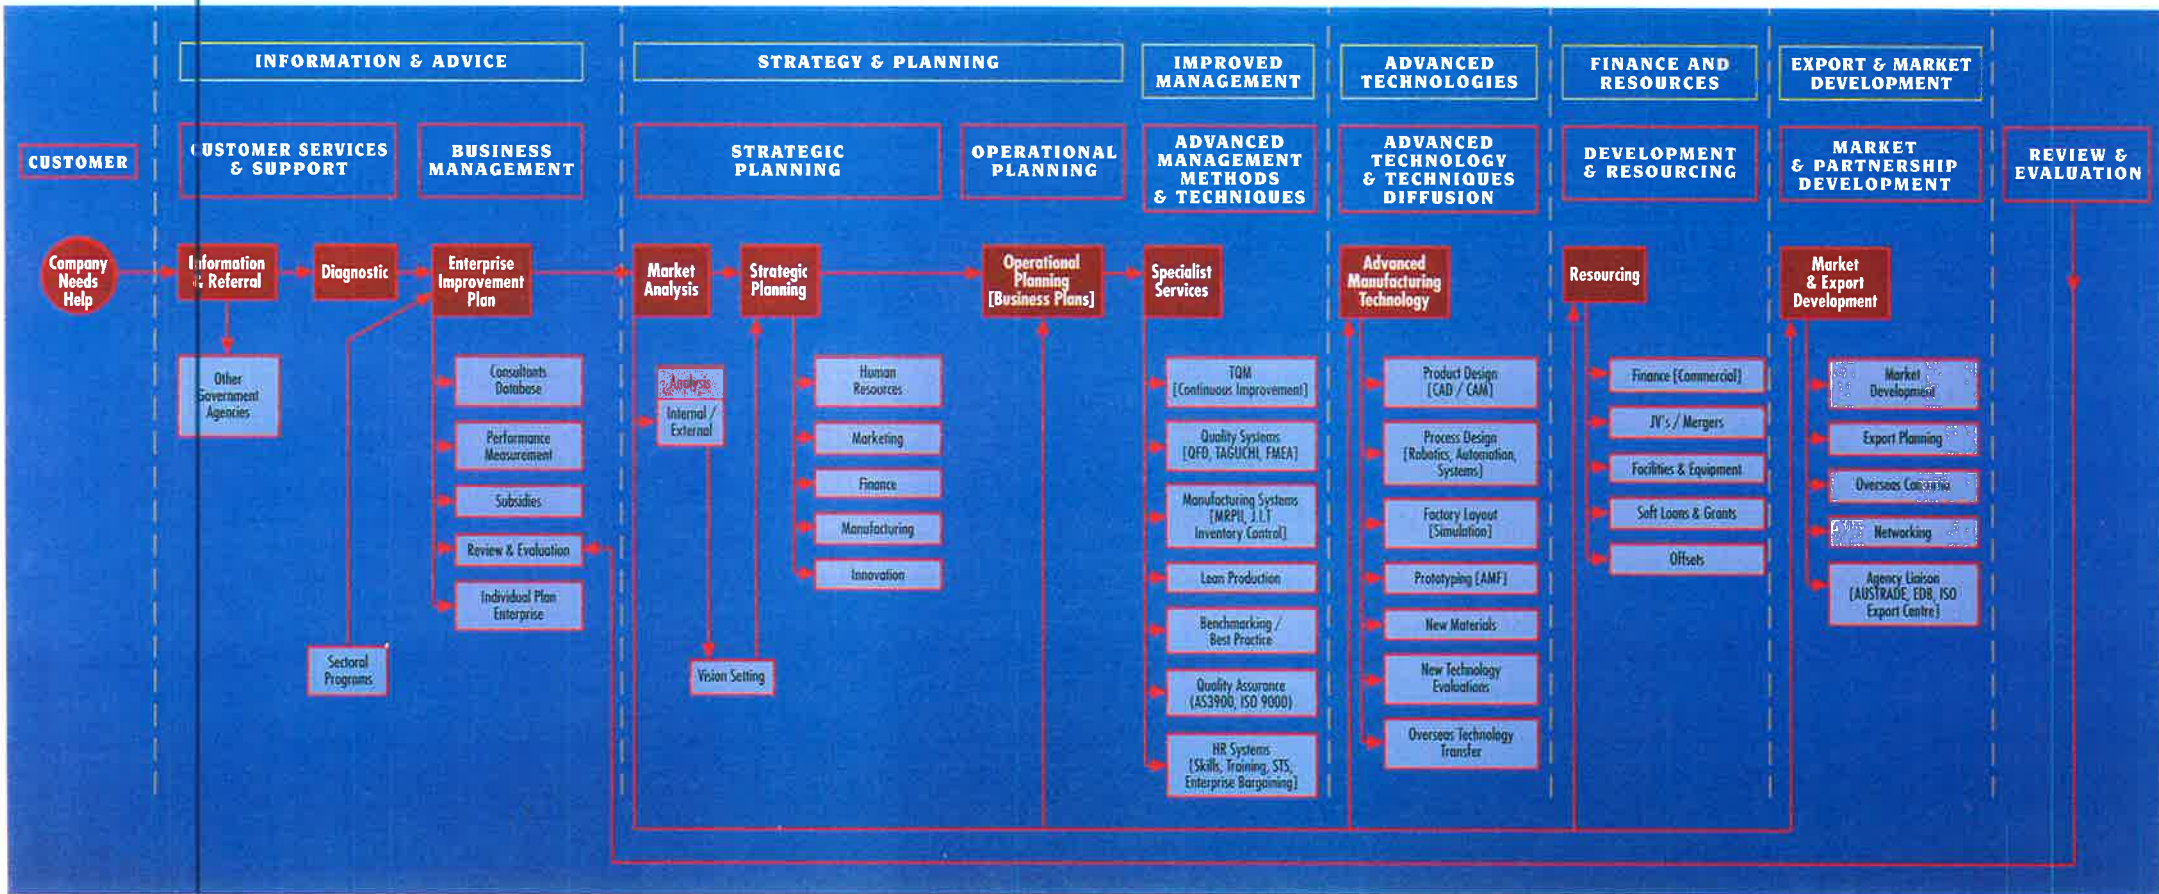 INFORMATION & ADVICE
STRATEGY & PLANNING
IMPROVED
MANAGEMENT
ADVANCED
TECHNOLOGIES
FINANCE AND
RESOURCES
EXPORT & MARKET
DEVELOPMENT
CUSTOMER
CUSTOMER SERVICES
& SUPPORT
BUSINESS
MANAGEMENT
STRATEGIC
PLANNING
OPERATIONAL
PLANNING
ADVANCED
MANAGEMENT
METHODS
& TECHNIQUES
ADVANCED
TECHNOLOGY
& TECHNIQUES
DIFFUSION
DEVELOPMENT
& RESOURCING
MARKET
& PARTNERSHIP
DEVELOPMENT
REVIEW &
EVALUATION
Company
Needs
Help
Information
& Referral
Diagnostic
Enterprise
Improvement
Plan
Market
Analysis
Strategic
Planning
Operational
Planning
[Business Plans]
Specialist
Services
Advanced
Manufacturing
Technology
Resourcing
Market
& Export
Development
Other
Government
Agencies
Sectoral
Programs
Consultants
Database
Performance
Measurement
Subsidies
Review & Evaluation
Individual Plan
Enterprise
Analysis
Internal /
External
Vision Setting
Human
Resources
Marketing
Finance
Manufacturing
Innovation
TQM
[Continuous Improvement]
Quality Systems
[QFD, TAGUCHI, FMEA]
Manufacturing Systems
[MRPII, J.I.T
Inventory Control]
Lean Production
Benchmarking /
Best Practice
Quality Assurance
(AS3900, ISO 9000)
HR Systems
[Skills, Training, STS,
Enterprise Bargaining]
Product Design
[CAD / CAM]
Process Design
[Robotics, Automation,
Systems]
Factory Layout
[Simulation]
Prototyping [AMF]
New Materials
New Technology
Evaluations
Overseas Technology
Transfer
Finance [Commercial]
JV's / Mergers
Facilities & Equipment
Soft Loans & Grants
Offsets
Market
Development
Export Planning
Overseas Consortia
Networking
Agency Liaison
[AUSTRADE, EDB, ISO
Export Centre]